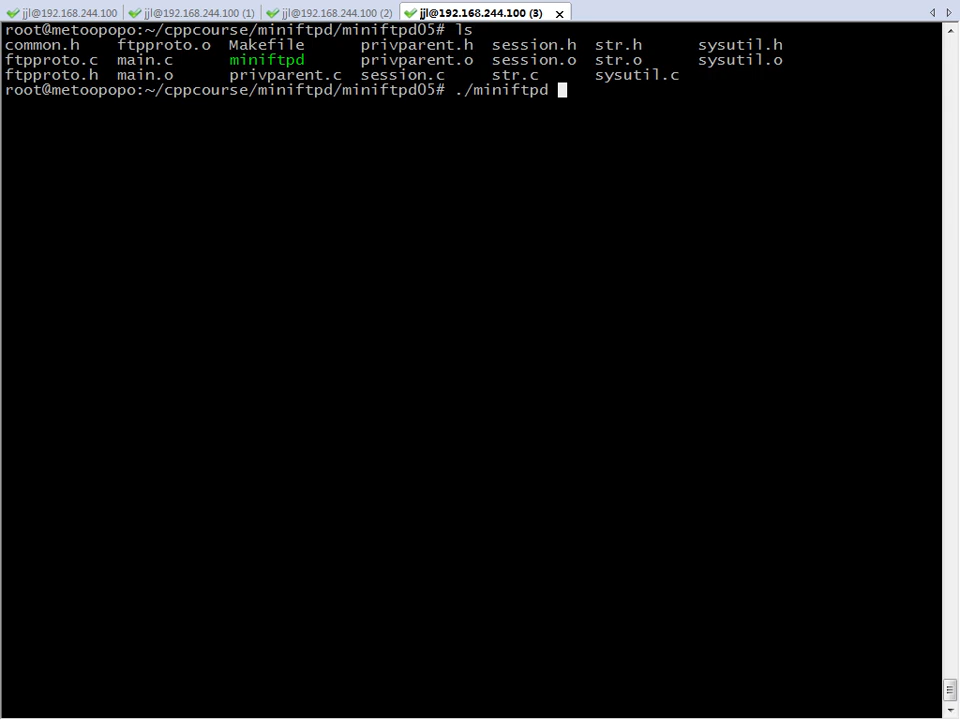 jjl@192.168.244.100 jjl@192.168.244.100 (1) jjl@192.168.244.100 (2) jjl@192.168.244.100 (3)
root@metoopopo:~/cppcourse/miniftpd/miniftpd05# ls
common.h ftpproto.o Makefile privparent.h session.h str.h sysutil.h
ftpproto.c main.c miniftpd privparent.o session.o str.o sysutil.o
ftpproto.h main.o privparent.c session.c str.c sysutil.c
root@metoopopo:~/cppcourse/miniftpd/miniftpd05# ./miniftpd